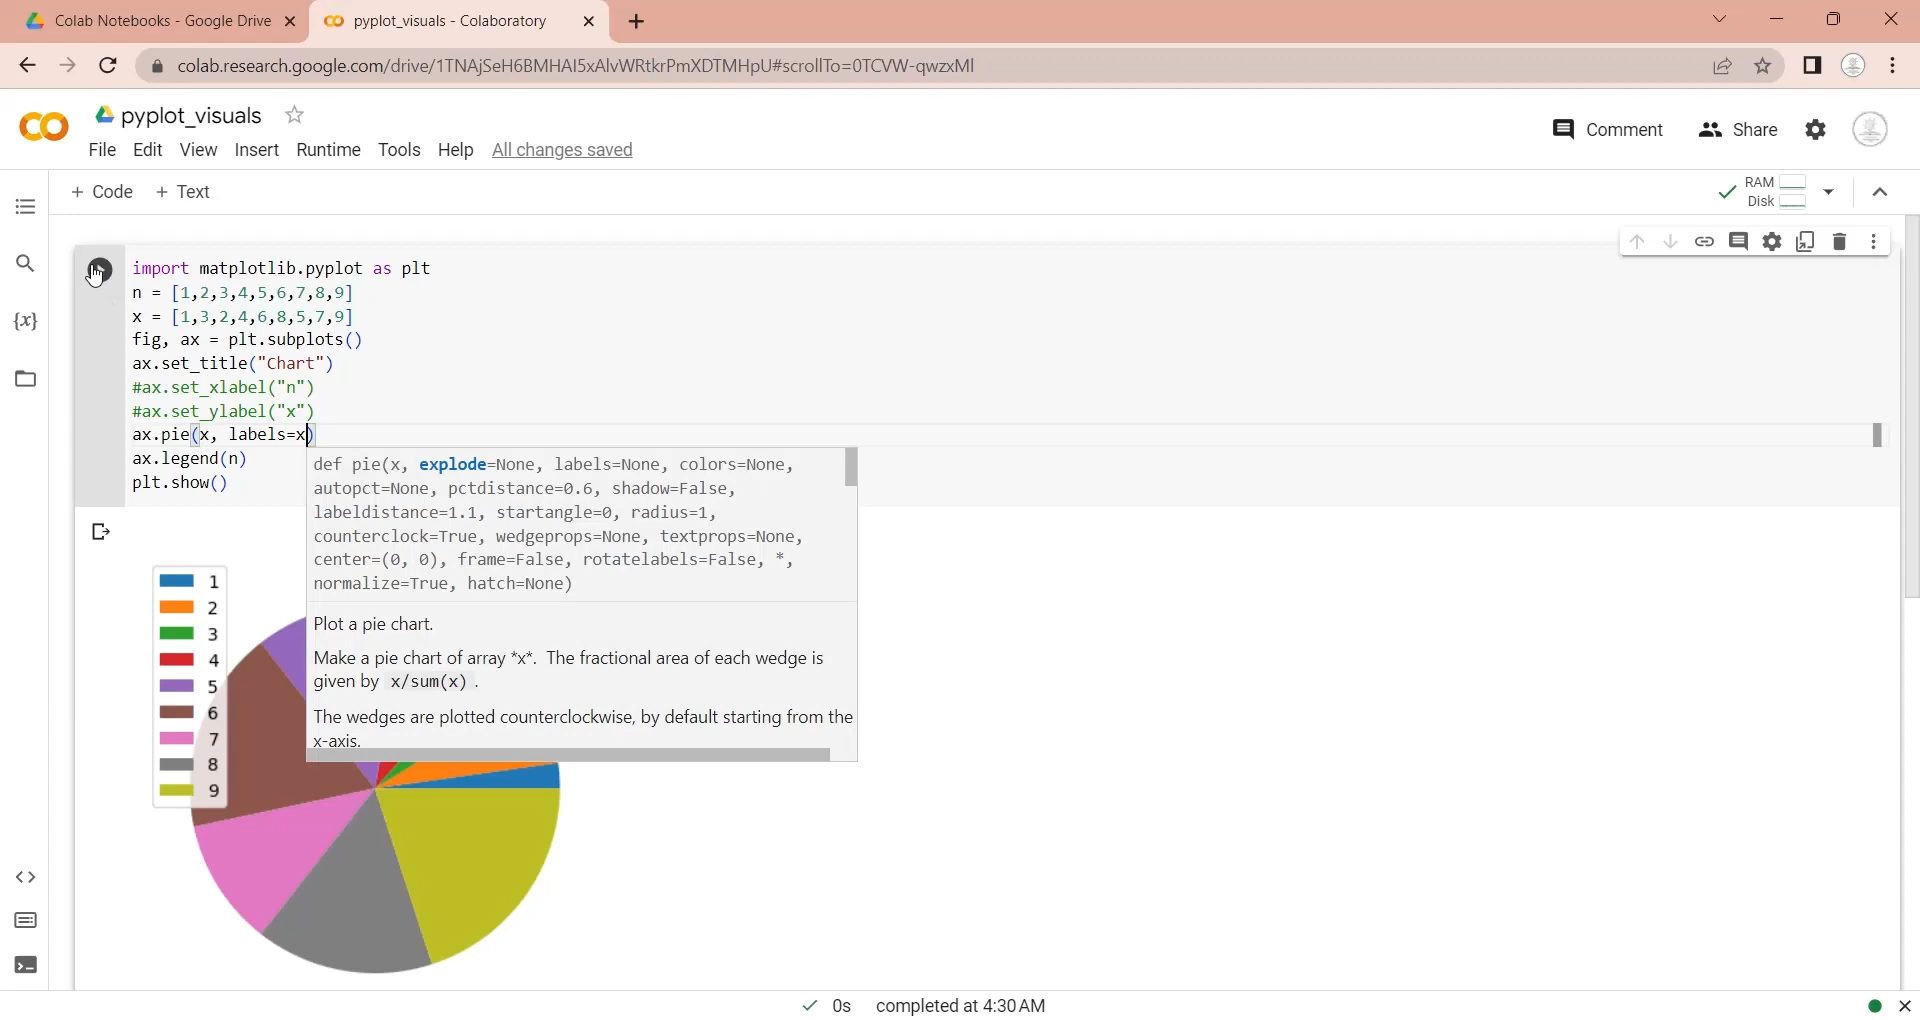 Colab Notebooks - Google Drive
pyplot_visuals - Colaboratory
colab.research.google.com/drive/1TNAjSeH6BMHAI5xAlvWRtkrPmXDTMHpU#scrollTo=0TCVW-qwzxMl
pyplot_visuals
Comment
Share
File Edit View Insert Runtime Tools Help All changes saved
+ Code + Text
RAM
Disk
import matplotlib.pyplot as plt
n = [1,2,3,4,5,6,7,8,9]
{x}
x = [1,3,2,4,6,8,5,7,9]
fig, ax = plt.subplots()
ax.set_title("Chart")
#ax.set_xlabel("n")
#ax.set_ylabel("x")
ax.pie(x, labels=x)
ax.legend(n)
plt.show()
def pie(x, explode=None, labels=None, colors=None,
autopct=None, pctdistance=0.6, shadow=False,
labeldistance=1.1, startangle=0, radius=1,
counterclock=True, wedgeprops=None, textprops=None,
center=(0, 0), frame=False, rotatelabels=False, *,
normalize=True, hatch=None)
Plot a pie chart.
Make a pie chart of array *x*. The fractional area of each wedge is
given by x/sum(x) .
The wedges are plotted counterclockwise, by default starting from the
x-axis.
1
2
3
4
5
6
7
8
9
0s completed at 4:30 AM